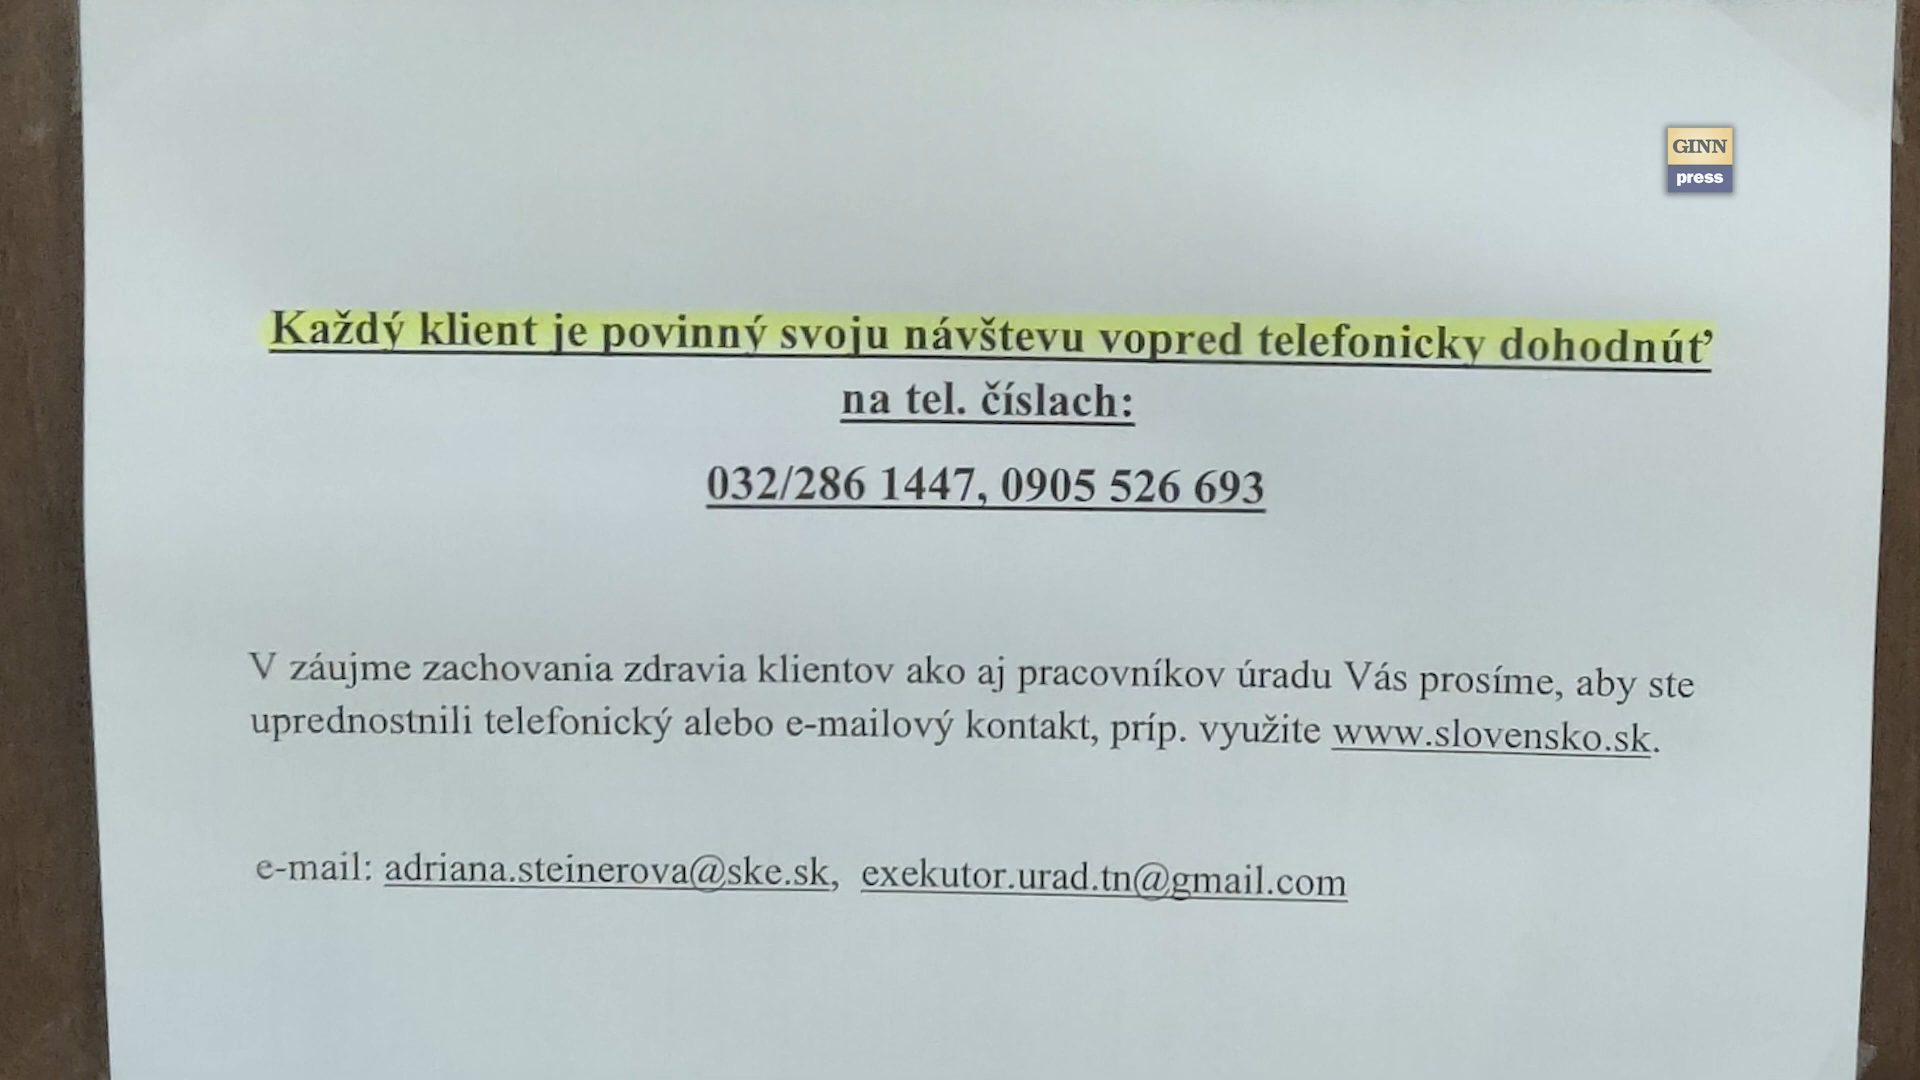 GINN
press
Každý klient je povinný svoju návštevu vopred telefonicky dohodnúť
na tel. číslach:
032/286 1447, 0905 526 693
V záujme zachovania zdravia klientov ako aj pracovníkov úradu Vás prosíme, aby ste
uprednostnili telefonický alebo e-mailový kontakt, príp. využite www.slovensko.sk.
e-mail: adriana.steinerova@ske.sk, exekutor.urad.tn@gmail.com